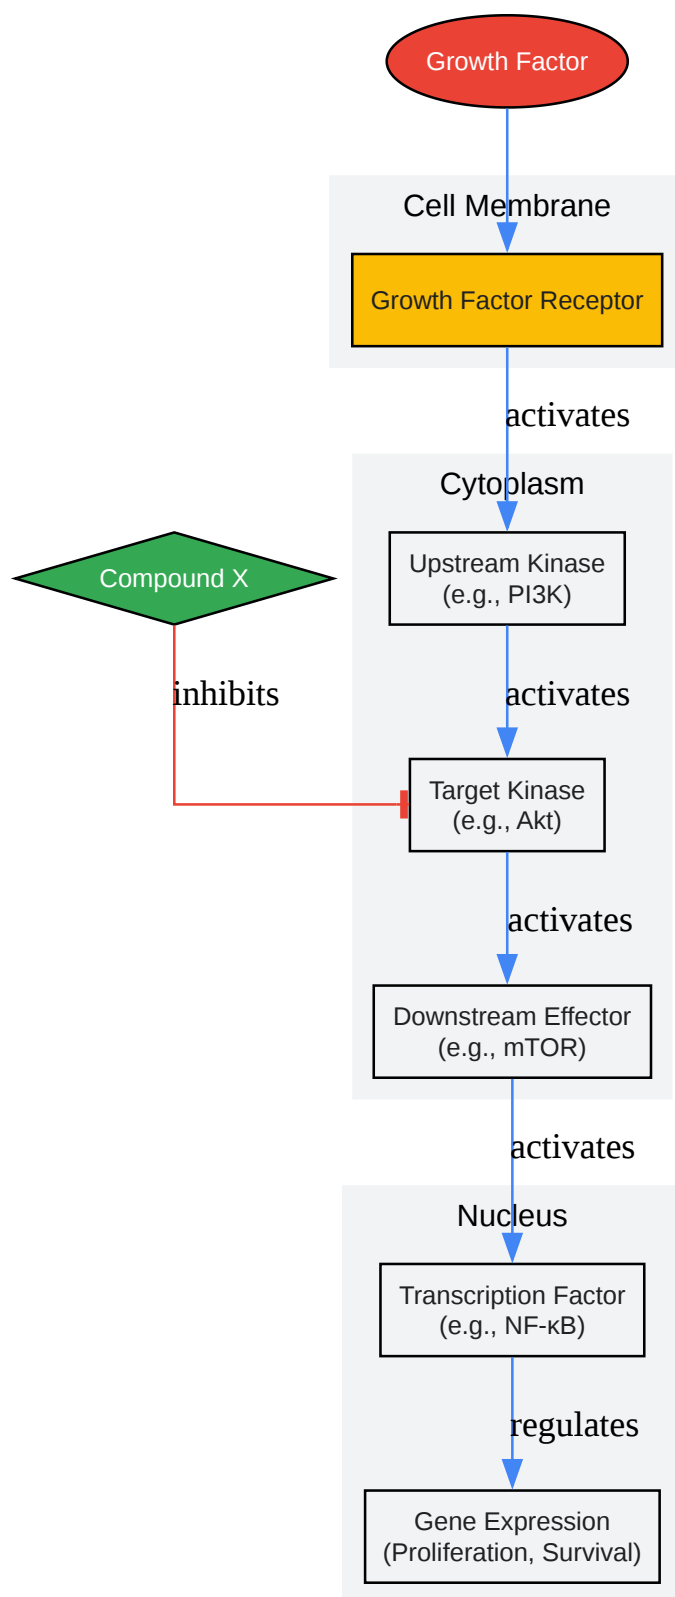 Growth Factor
Cell Membrane
Growth Factor Receptor
activates
Cytoplasm
Upstream Kinase
(e.g., PI3K)
Compound X
inhibits
activates
Target Kinase
(e.g., Akt)
activates
Downstream Effector
(e.g., mTOR)
activates
Nucleus
Transcription Factor
(e.g., NF-κB)
regulates
Gene Expression
(Proliferation, Survival)